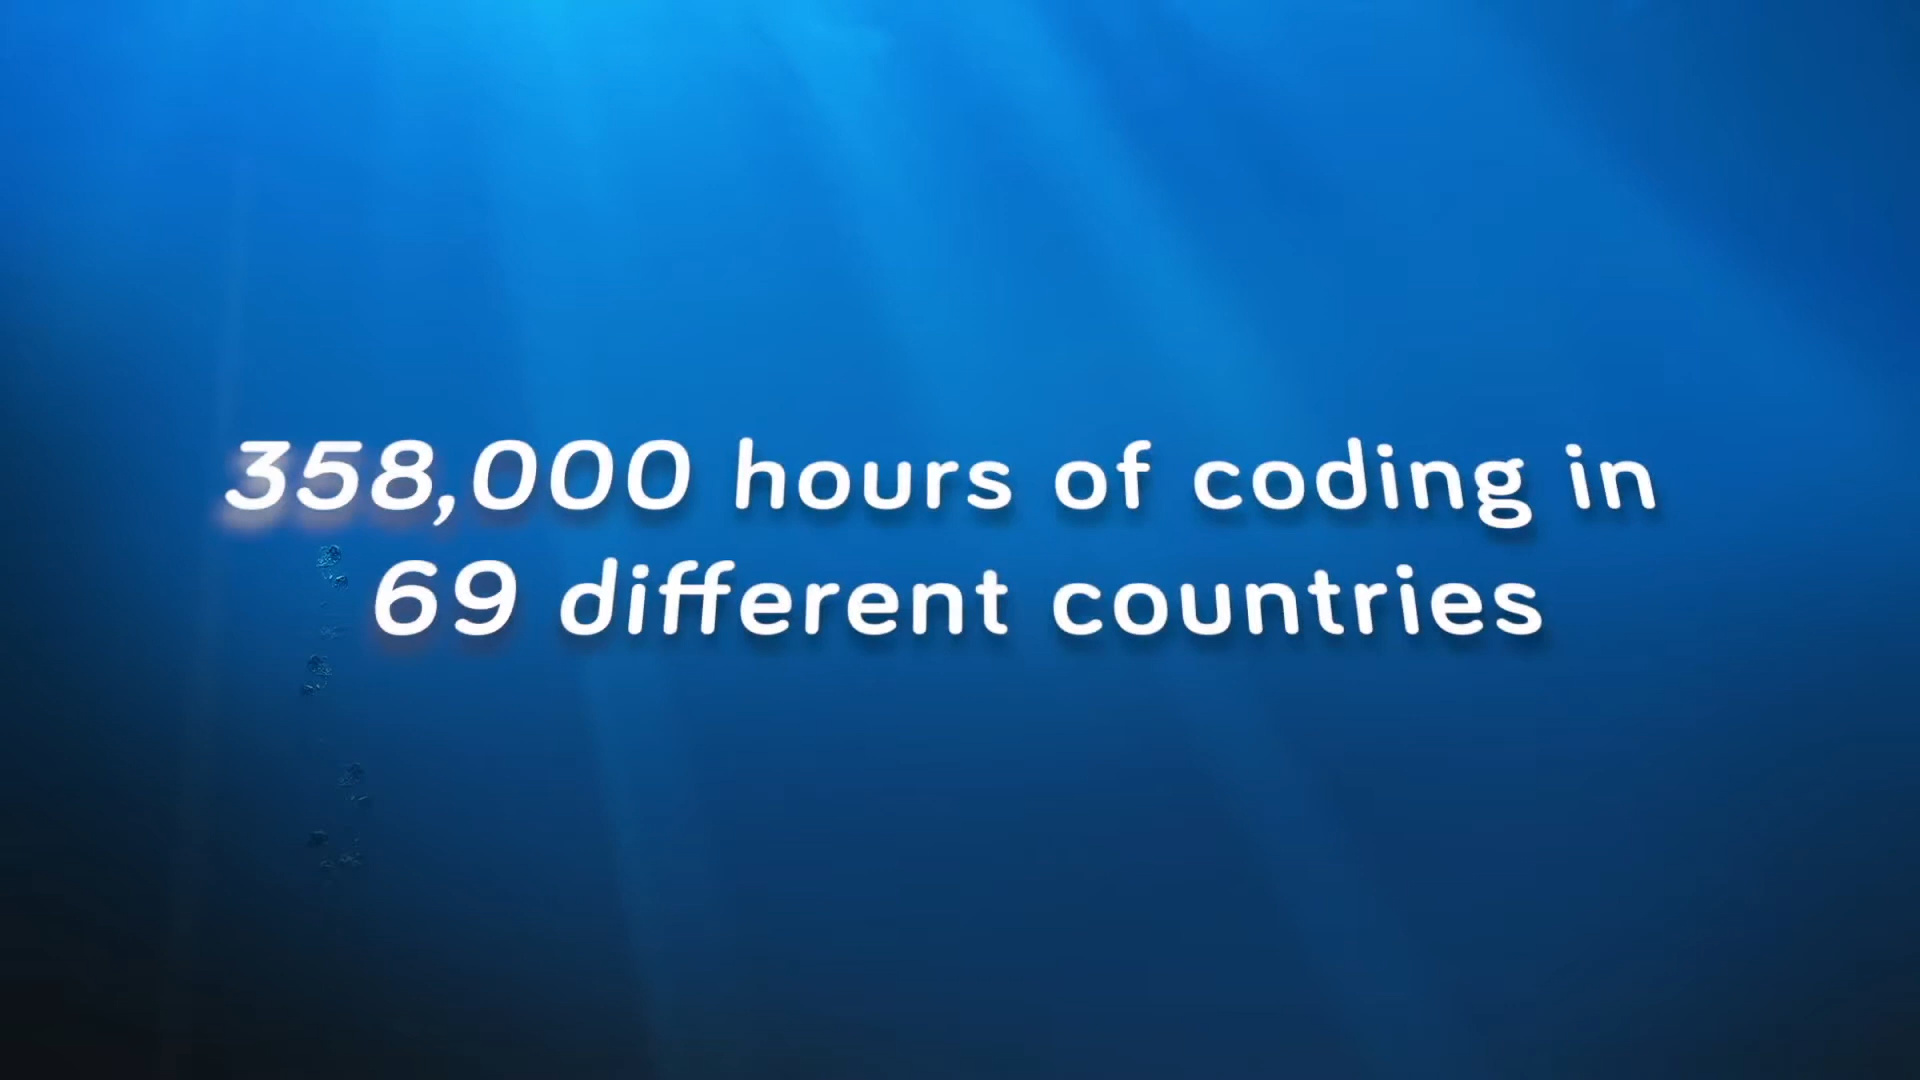 358,000 hours of coding in
69 different countries